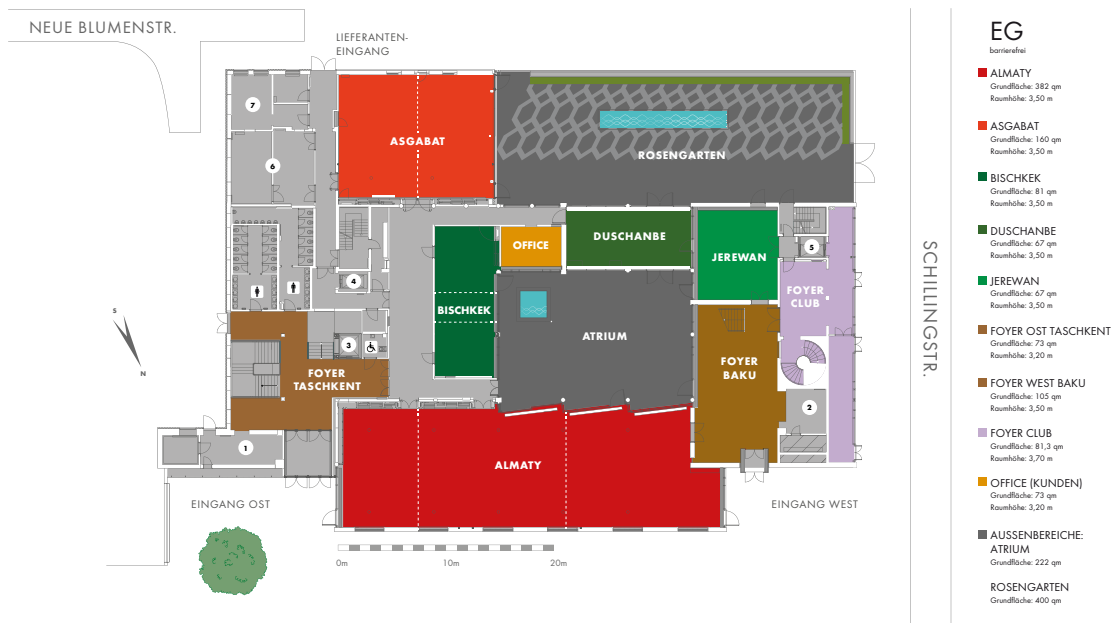 NEUE BLUMENSTR.
LIEFERANTEN-
EINGANG
7
6
ASGABAT
ROSENGARTEN
OFFICE
DUSCHANBE
JEREWAN
5
4
BISCHKEK
FOYER
CLUB
ATRIUM
S
N
3
FOYER
TASCHKENT
FOYER
BAKU
2
1
ALMATY
EINGANG OST
EINGANG WEST
0m
10m
20m
SCHILLINGSTR.
EG
barrierefrei
ALMATY
Grundfläche: 382 qm
Raumhöhe: 3,50 m
ASGABAT
Grundfläche: 160 qm
Raumhöhe: 3,50 m
BISCHKEK
Grundfläche: 81 qm
Raumhöhe: 3,50 m
DUSCHANBE
Grundfläche: 67 qm
Raumhöhe: 3,50 m
JEREWAN
Grundfläche: 67 qm
Raumhöhe: 3,50 m
FOYER OST TASCHKENT
Grundfläche: 73 qm
Raumhöhe: 3,20 m
FOYER WEST BAKU
Grundfläche: 105 qm
Raumhöhe: 3,50 m
FOYER CLUB
Grundfläche: 81,3 qm
Raumhöhe: 3,70 m
OFFICE (KUNDEN)
Grundfläche: 73 qm
Raumhöhe: 3,20 m
AUSSENBEREICHE:
ATRIUM
Grundfläche: 222 qm
ROSENGARTEN
Grundfläche: 400 qm